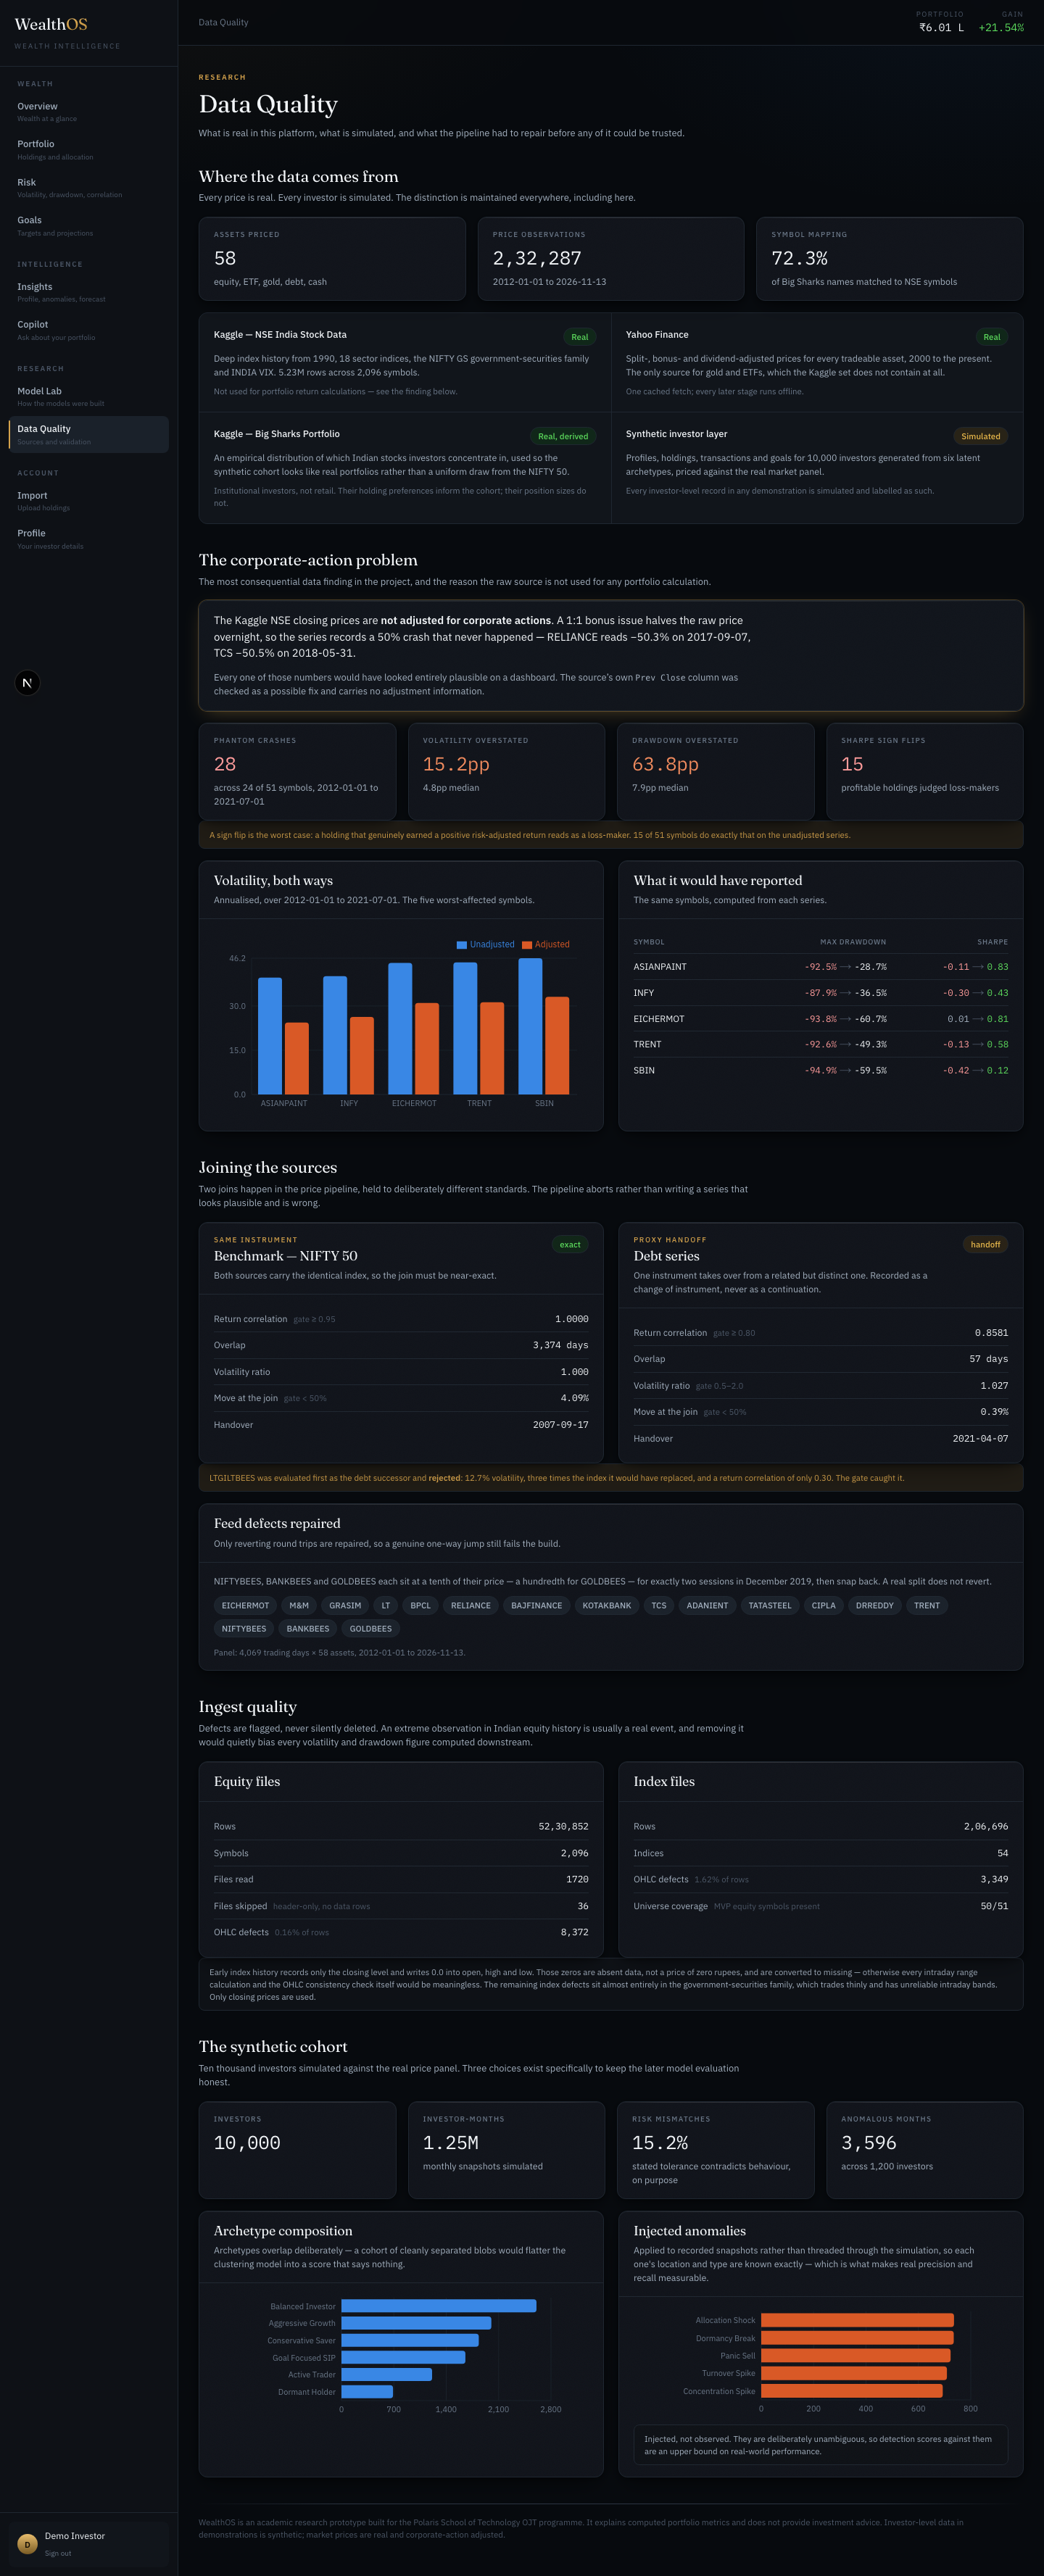 WealthOS
WEALTH INTELLIGENCE
WEALTH
Overview
Wealth at a glance
Portfolio
Holdings and allocation
Risk
Volatility, drawdown, correlation
Goals
Targets and projections
INTELLIGENCE
Insights
Profile, anomalies, forecast
Copilot
Ask about your portfolio
RESEARCH
Model Lab
How the models were built
Data Quality
Sources and validation
ACCOUNT
Import
Upload holdings
Profile
Your investor details
N
D
Demo Investor
Sign out
Data Quality
PORTFOLIO
₹6.01 L
GAIN
+21.54%
RESEARCH
Data Quality
What is real in this platform, what is simulated, and what the pipeline had to repair before any of it could be trusted.
Where the data comes from
Every price is real. Every investor is simulated. The distinction is maintained everywhere, including here.
ASSETS PRICED
58
equity, ETF, gold, debt, cash
PRICE OBSERVATIONS
2,32,287
2012-01-01 to 2026-11-13
SYMBOL MAPPING
72.3%
of Big Sharks names matched to NSE symbols
Kaggle — NSE India Stock Data
Real
Deep index history from 1990, 18 sector indices, the NIFTY GS government-securities family
and INDIA VIX. 5.23M rows across 2,096 symbols.
Not used for portfolio return calculations — see the finding below.
Yahoo Finance
Real
Split-, bonus- and dividend-adjusted prices for every tradeable asset, 2000 to the present.
The only source for gold and ETFs, which the Kaggle set does not contain at all.
One cached fetch; every later stage runs offline.
Kaggle — Big Sharks Portfolio
Real, derived
An empirical distribution of which Indian stocks investors concentrate in, used so the
synthetic cohort looks like real portfolios rather than a uniform draw from the NIFTY 50.
Institutional investors, not retail. Their holding preferences inform the cohort; their position sizes do
not.
Synthetic investor layer
Simulated
Profiles, holdings, transactions and goals for 10,000 investors generated from six latent
archetypes, priced against the real market panel.
Every investor-level record in any demonstration is simulated and labelled as such.
The corporate-action problem
The most consequential data finding in the project, and the reason the raw source is not used for any portfolio calculation.
The Kaggle NSE closing prices are not adjusted for corporate actions. A 1:1 bonus issue halves the raw price
overnight, so the series records a 50% crash that never happened — RELIANCE reads −50.3% on 2017-09-07,
TCS −50.5% on 2018-05-31.
Every one of those numbers would have looked entirely plausible on a dashboard. The source's own Prev Close column was
checked as a possible fix and carries no adjustment information.
PHANTOM CRASHES
28
across 24 of 51 symbols, 2012-01-01 to
2021-07-01
VOLATILITY OVERSTATED
15.2pp
4.8pp median
DRAWDOWN OVERSTATED
63.8pp
7.9pp median
SHARPE SIGN FLIPS
15
profitable holdings judged loss-makers
A sign flip is the worst case: a holding that genuinely earned a positive risk-adjusted return reads as a loss-maker. 15 of 51 symbols do exactly that on the unadjusted series.
Volatility, both ways
Annualised, over 2012-01-01 to 2021-07-01. The five worst-affected symbols.
Unadjusted Adjusted
46.2
30.0
15.0
0.0
ASIANPAINT INFY EICHERMOT TRENT SBIN
What it would have reported
The same symbols, computed from each series.
SYMBOL MAX DRAWDOWN SHARPE
ASIANPAINT -92.5% → -28.7% -0.11 → 0.83
INFY -87.9% → -36.5% -0.30 → 0.43
EICHERMOT -93.8% → -60.7% 0.01 → 0.81
TRENT -92.6% → -49.3% -0.13 → 0.58
SBIN -94.9% → -59.5% -0.42 → 0.12
Joining the sources
Two joins happen in the price pipeline, held to deliberately different standards. The pipeline aborts rather than writing a series that
looks plausible and is wrong.
SAME INSTRUMENT
Benchmark — NIFTY 50
exact
Both sources carry the identical index, so the join must be near-exact.
Return correlation gate ≥ 0.95 1.0000
Overlap 3,374 days
Volatility ratio 1.000
Move at the join gate < 50% 4.09%
Handover 2007-09-17
PROXY HANDOFF
Debt series
handoff
One instrument takes over from a related but distinct one. Recorded as a
change of instrument, never as a continuation.
Return correlation gate ≥ 0.80 0.8581
Overlap 57 days
Volatility ratio gate 0.5–2.0 1.027
Move at the join gate < 50% 0.39%
Handover 2021-04-07
LTGILTBEES was evaluated first as the debt successor and rejected: 12.7% volatility, three times the index it would have replaced, and a return correlation of only 0.30. The gate caught it.
Feed defects repaired
Only reverting round trips are repaired, so a genuine one-way jump still fails the build.
NIFTYBEES, BANKBEES and GOLDBEES each sit at a tenth of their price — a hundredth for GOLDBEES — for exactly two sessions in December 2019, then snap back. A real split does not revert.
EICHERMOT M&M GRASIM LT BPCL RELIANCE BAJFINANCE KOTAKBANK TCS ADANIENT TATASTEEL CIPLA DRREDDY TRENT
NIFTYBEES BANKBEES GOLDBEES
Panel: 4,069 trading days × 58 assets, 2012-01-01 to 2026-11-13.
Ingest quality
Defects are flagged, never silently deleted. An extreme observation in Indian equity history is usually a real event, and removing it
would quietly bias every volatility and drawdown figure computed downstream.
Equity files
Rows 52,30,852
Symbols 2,096
Files read 1720
Files skipped header-only, no data rows 36
OHLC defects 0.16% of rows 8,372
Index files
Rows 2,06,696
Indices 54
OHLC defects 1.62% of rows 3,349
Universe coverage MVP equity symbols present 50/51
Early index history records only the closing level and writes 0.0 into open, high and low. Those zeros are absent data, not a price of zero rupees, and are converted to missing — otherwise every intraday range
calculation and the OHLC consistency check itself would be meaningless. The remaining index defects sit almost entirely in the government-securities family, which trades thinly and has unreliable intraday bands.
Only closing prices are used.
The synthetic cohort
Ten thousand investors simulated against the real price panel. Three choices exist specifically to keep the later model evaluation
honest.
INVESTORS
10,000
INVESTOR-MONTHS
1.25M
monthly snapshots simulated
RISK MISMATCHES
15.2%
stated tolerance contradicts behaviour,
on purpose
ANOMALOUS MONTHS
3,596
across 1,200 investors
Archetype composition
Archetypes overlap deliberately — a cohort of cleanly separated blobs would flatter the
clustering model into a score that says nothing.
Balanced Investor
Aggressive Growth
Conservative Saver
Goal Focused SIP
Active Trader
Dormant Holder
0 700 1,400 2,100 2,800
Injected anomalies
Applied to recorded snapshots rather than threaded through the simulation, so each
one's location and type are known exactly — which is what makes real precision and
recall measurable.
Allocation Shock
Dormancy Break
Panic Sell
Turnover Spike
Concentration Spike
0 200 400 600 800
Injected, not observed. They are deliberately unambiguous, so detection scores against them
are an upper bound on real-world performance.
WealthOS is an academic research prototype built for the Polaris School of Technology OJT programme. It explains computed portfolio metrics and does not provide investment advice. Investor-level data in
demonstrations is synthetic; market prices are real and corporate-action adjusted.